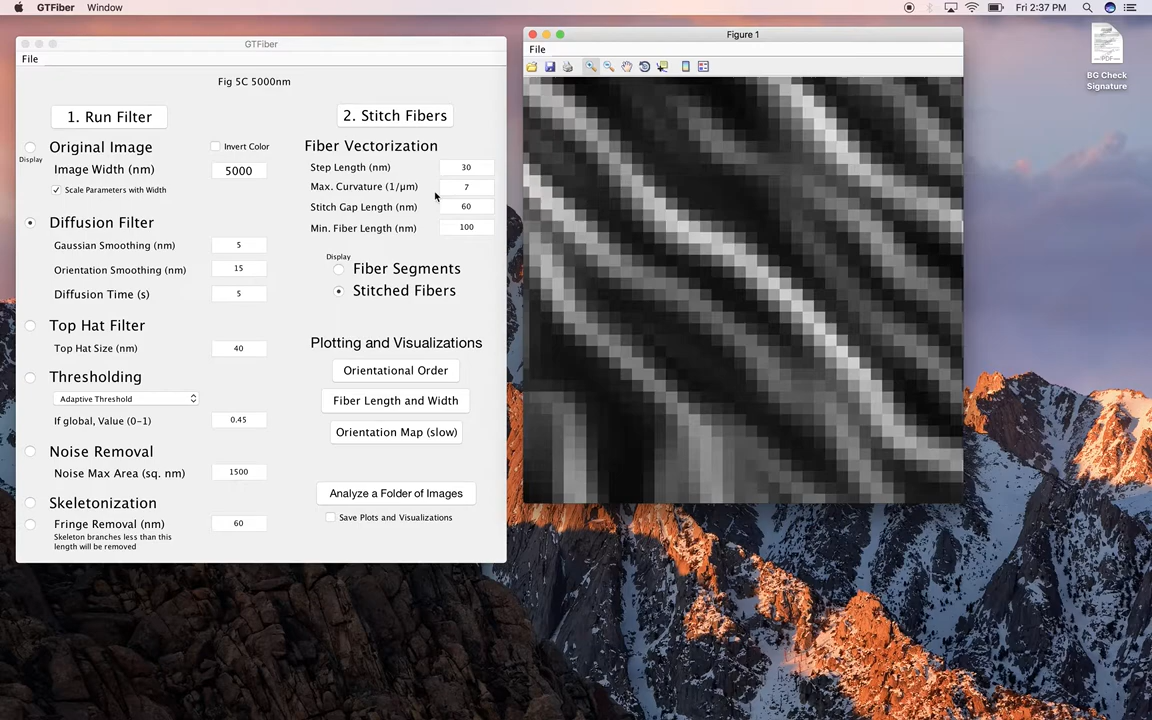 GTFiber Window
Fri 2:37 PM
GTFiber
File
Fig 5C 5000nm
1. Run Filter
Display
Original Image
Invert Color
Image Width (nm)
5000
Scale Parameters with Width
Diffusion Filter
Gaussian Smoothing (nm)
5
Orientation Smoothing (nm)
15
Diffusion Time (s)
5
Top Hat Filter
Top Hat Size (nm)
40
Thresholding
Adaptive Threshold
If global, Value (0-1)
0.45
Noise Removal
Noise Max Area (sq. nm)
1500
Skeletonization
Fringe Removal (nm)
60
Skeleton branches less than this
length will be removed
2. Stitch Fibers
Fiber Vectorization
Step Length (nm)
30
Max. Curvature (1/μm)
7
Stitch Gap Length (nm)
60
Min. Fiber Length (nm)
100
Display
Fiber Segments
Stitched Fibers
Plotting and Visualizations
Orientational Order
Fiber Length and Width
Orientation Map (slow)
Analyze a Folder of Images
Save Plots and Visualizations
Figure 1
File
PDF
BG Check
Signature